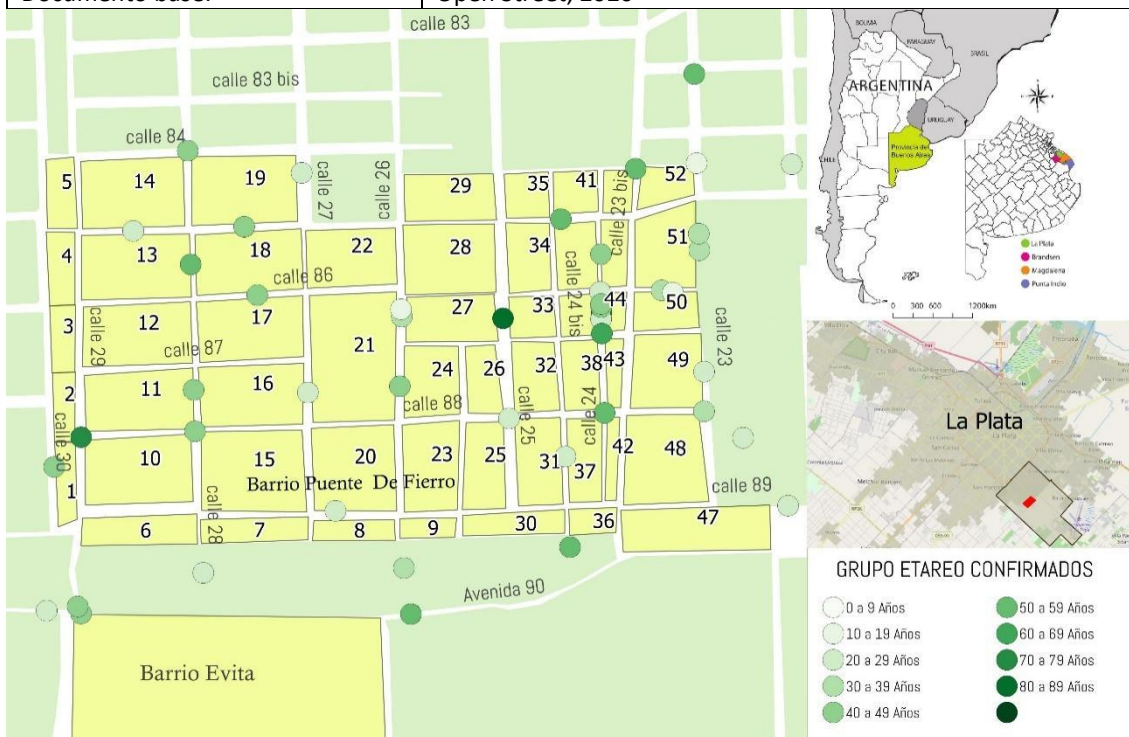 Documento base:
Open Street, 2020
calle 83
calle 83 bis
calle 84
calle 27
calle 26
calle 23 bis
5
14
19
29
35
41
52
4
13
18
22
28
34
51
calle 86
calle 24 bis
3
12
17
21
27
33
44
50
calle 29
calle 87
calle 23
2
11
16
24
26
32
38
43
49
calle 88
calle 30
calle 25
calle 24
1
10
15
20
23
25
31
37
42
48
Barrio Puente De Fierro
calle 28
calle 89
6
7
8
9
30
36
47
Avenida 90
Barrio Evita
BOLIVIA
PARAGUAY
BRASIL
ARGENTINA
URUGUAY
CHILE
Provincia de
Buenos Aires
La Plata
Brandsen
Magdalena
Punta Indio
0 300 600 1200km
La Plata
GRUPO ETAREO CONFIRMADOS
0 a 9 Años
10 a 19 Años
20 a 29 Años
30 a 39 Años
40 a 49 Años
50 a 59 Años
60 a 69 Años
70 a 79 Años
80 a 89 Años